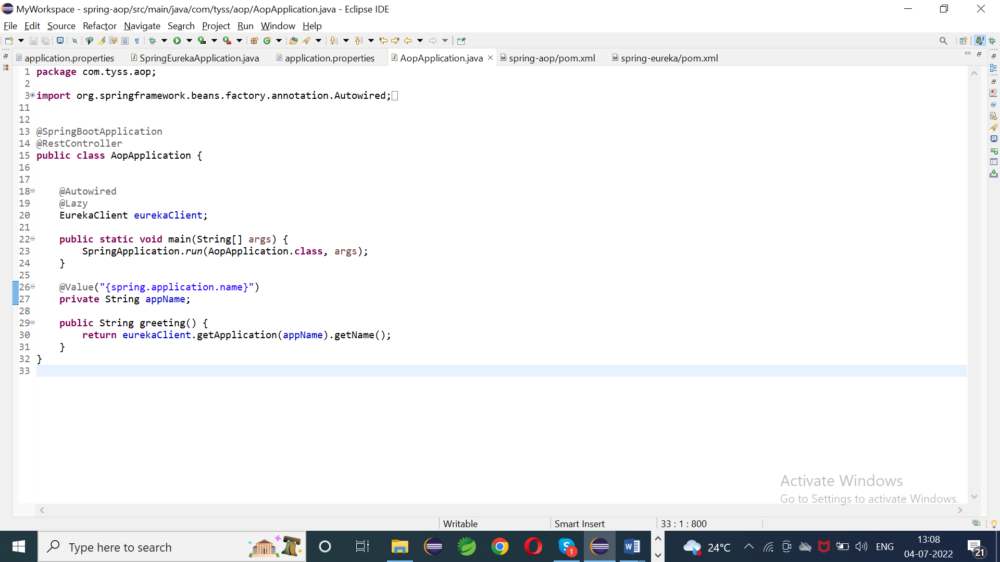 MyWorkspace - spring-aop/src/main/java/com/tyss/aop/AopApplication.java - Eclipse IDE
File Edit Source Refactor Navigate Search Project Run Window Help
application.properties SpringEurekaApplication.java application.properties AopApplication.java spring-aop/pom.xml spring-eureka/pom.xml
1 package com.tyss.aop;
2
3 import org.springframework.beans.factory.annotation.Autowired;
11
12
13 @SpringBootApplication
14 @RestController
15 public class AopApplication {
16
17
18 @Autowired
19 @Lazy
20 EurekaClient eurekaClient;
21
22 public static void main(String[] args) {
23 SpringApplication.run(AopApplication.class, args);
24 }
25
26 @Value("{spring.application.name}")
27 private String appName;
28
29 public String greeting() {
30 return eurekaClient.getApplication(appName).getName();
31 }
32 }
33
Activate Windows
Go to Settings to activate Windows.
Writable Smart Insert 33 : 1 : 800
Type here to search 1 24°C ENG 13:08
04-07-2022 21